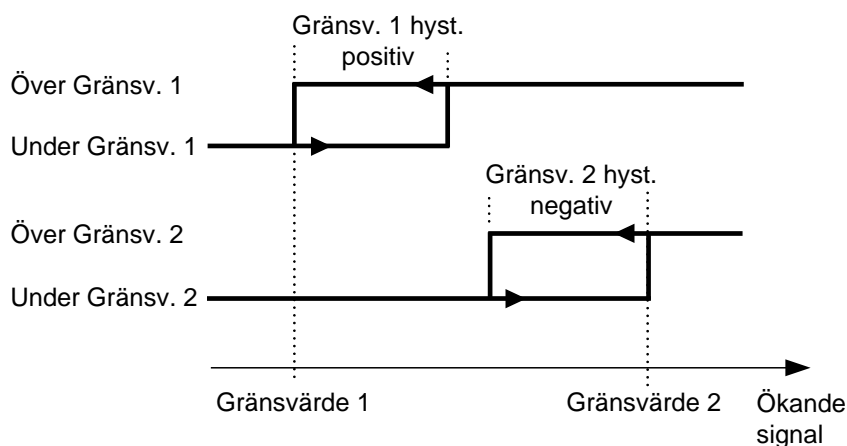 Gränsv. 1 hyst.
positiv
Över Gränsv. 1
Under Gränsv. 1
Gränsv. 2 hyst.
negativ
Över Gränsv. 2
Under Gränsv. 2
Gränsvärde 1
Gränsvärde 2
Ökande
signal